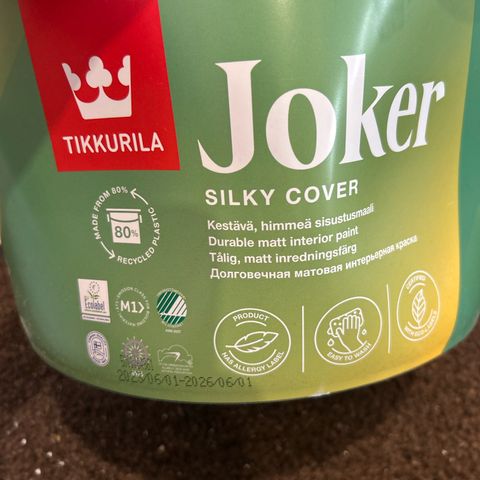 TIKKURILA
Joker
SILKY COVER
Kestävä, himmeä sisustusmaali
Durable matt interior paint
Tålig, matt inredningsfärg
Долговечная матовая интерьерная краска
MADE FROM 80%
80%
RECYCLED PLASTIC
Ecolabel
M1
PRODUCT
HAS ALLERGY LABEL
EASY TO WASH
CERTIFIED
2023/06/01-2026/06/01